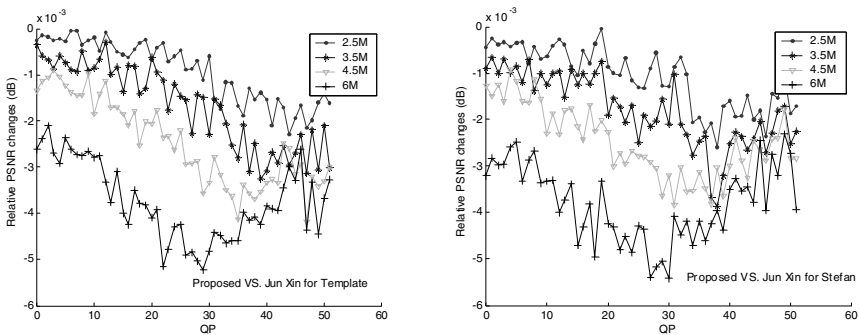 x 10⁻³
0
-1
-2
-3
-4
-5
-6
Relative PSNR changes (dB)
0 10 20 30 40 50 60
QP
2.5M
3.5M
4.5M
6M
Proposed VS. Jun Xin for Template
x 10⁻³
0
-1
-2
-3
-4
-5
-6
Relative PSNR changes (dB)
0 10 20 30 40 50 60
QP
2.5M
3.5M
4.5M
6M
Proposed VS. Jun Xin for Stefan